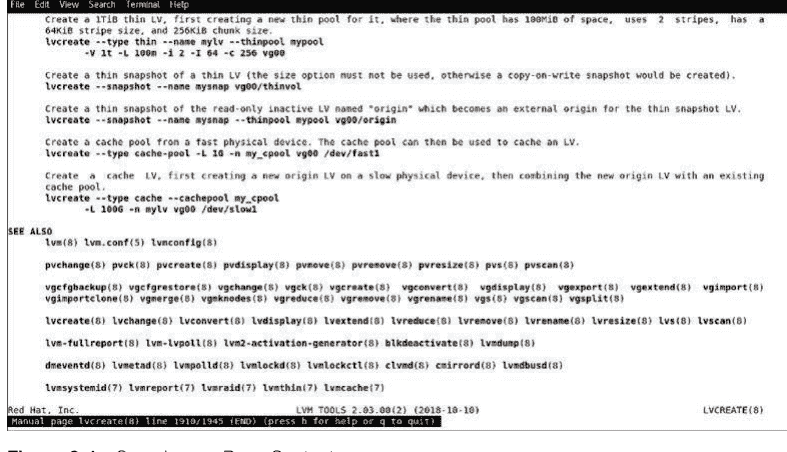 File Edit View Search Terminal Help
Create a 1TiB thin LV, first creating a new thin pool for it, where the thin pool has 100MiB of space, uses 2 stripes, has a
64KiB stripe size, and 256KiB chunk size.
lvcreate --type thin --name mylv --thinpool mypool
-V 1t -L 100m -i 2 -I 64 -c 256 vg00
Create a thin snapshot of a thin LV (the size option must not be used, otherwise a copy-on-write snapshot would be created).
lvcreate --snapshot --name mysnap vg00/thinvol
Create a thin snapshot of the read-only inactive LV named "origin" which becomes an external origin for the thin snapshot LV.
lvcreate --snapshot --name mysnap --thinpool mypool vg00/origin
Create a cache pool from a fast physical device. The cache pool can then be used to cache an LV.
lvcreate --type cache-pool -L 1G -n my_cpool vg00 /dev/fast1
Create a cache LV, first creating a new origin LV on a slow physical device, then combining the new origin LV with an existing
cache pool.
lvcreate --type cache --cachepool my_cpool
-L 100G -n mylv vg00 /dev/slow1
SEE ALSO
lvm(8) lvm.conf(5) lvmconfig(8)
pvchange(8) pvck(8) pvcreate(8) pvdisplay(8) pvmove(8) pvremove(8) pvresize(8) pvs(8) pvscan(8)
vgcfgbackup(8) vgcfgrestore(8) vgchange(8) vgck(8) vgcreate(8) vgconvert(8) vgdisplay(8) vgexport(8) vgextend(8) vgimport(8)
vgimportclone(8) vgmerge(8) vgmknodes(8) vgreduce(8) vgremove(8) vgrename(8) vgs(8) vgscan(8) vgsplit(8)
lvcreate(8) lvchange(8) lvconvert(8) lvdisplay(8) lvextend(8) lvreduce(8) lvremove(8) lvrename(8) lvresize(8) lvs(8) lvscan(8)
lvm-fullreport(8) lvm-lvpoll(8) lvm2-activation-generator(8) blkdeactivate(8) lvmdump(8)
dmeventd(8) lvmetad(8) lvmpolld(8) lvmlockd(8) lvmlockctl(8) clvmd(8) cmirrord(8) lvmdbusd(8)
lvmsystemid(7) lvmreport(7) lvmraid(7) lvmthin(7) lvmcache(7)
Red Hat, Inc. LVM TOOLS 2.03.00(2) (2018-10-10) LVCREATE(8)
Manual page lvcreate(8) line 1910/1945 (END) (press h for help or q to quit)